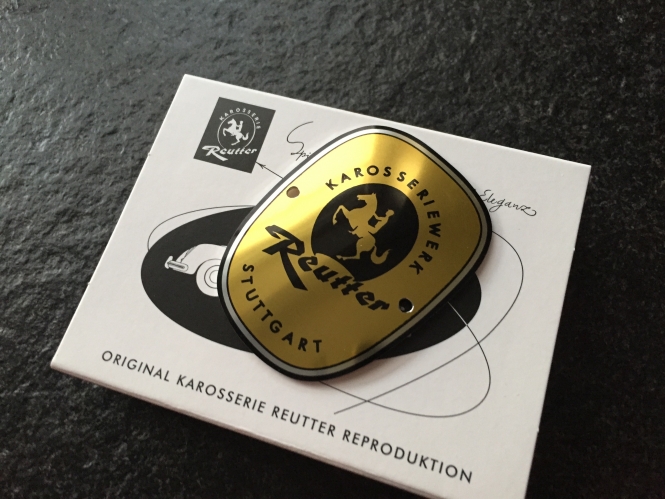 KAROSSERIE
Reutter
Eleganz
KAROSSERIEWERK
Reutter
STUTTGART
ORIGINAL KAROSSERIE REUTTER REPRODUKTION